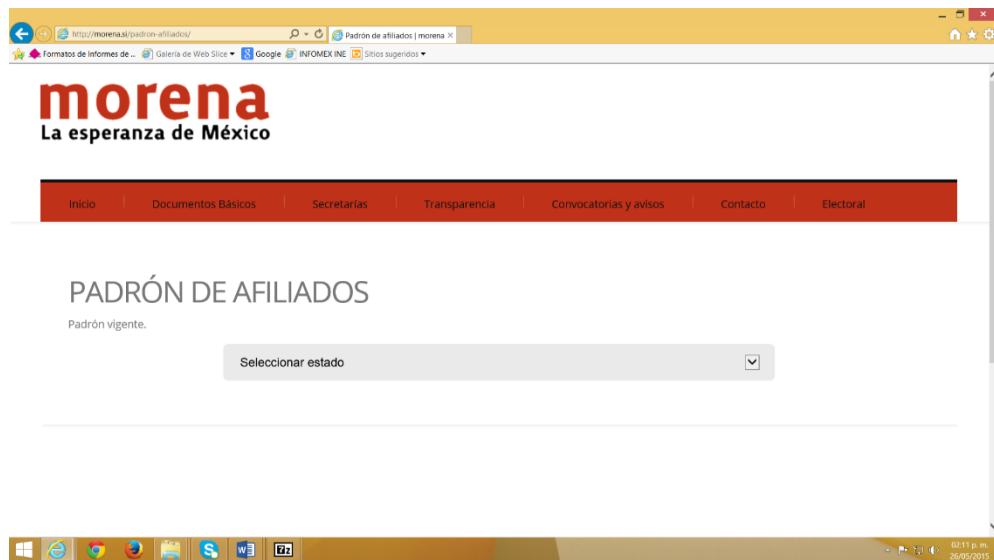 http://morena.si/padron-afiliados/
Padrón de afiliados | morena
Formatos de Informes de ... Galería de Web Slice Google INFOMEX INE Sitios sugeridos
morena
La esperanza de México
Inicio Documentos Básicos Secretarías Transparencia Convocatorias y avisos Contacto Electoral
PADRÓN DE AFILIADOS
Padrón vigente.
Seleccionar estado
02:11 p. m.
26/05/2015